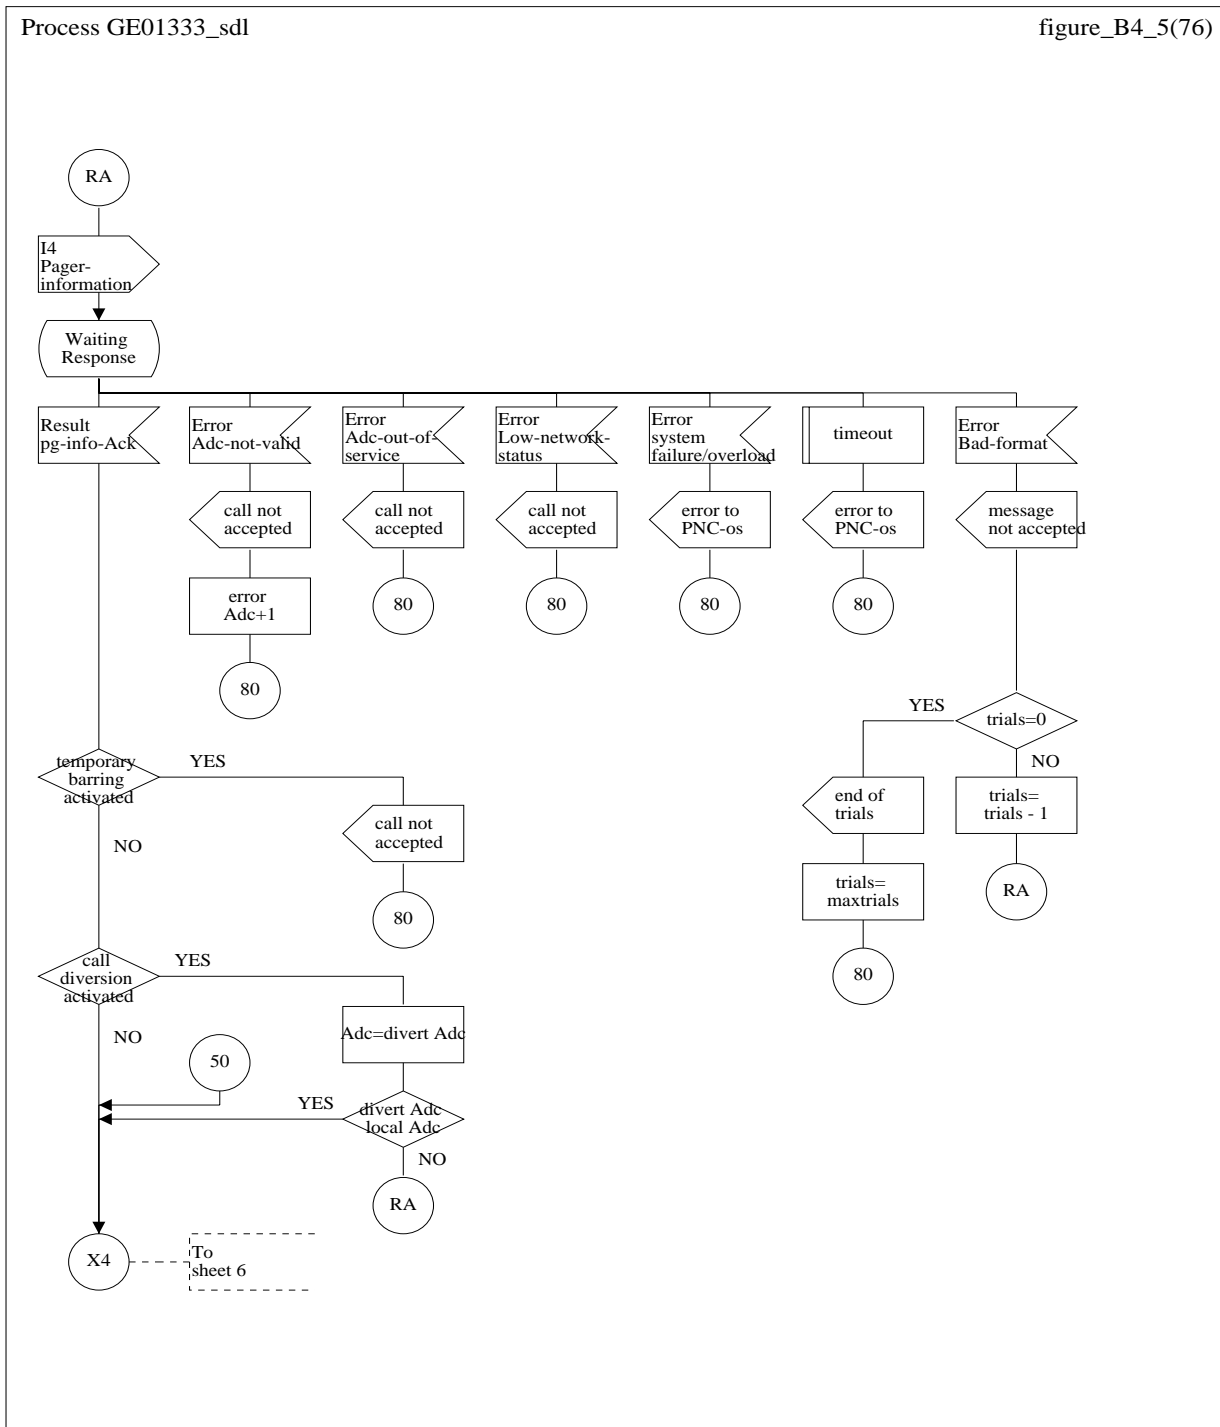 Process GE01333_sdl
figure_B4_5(76)
RA
I4
Pager-
information
Waiting
Response
Result
pg-info-Ack
Error
Adc-not-valid
Error
Adc-out-of-
service
Error
Low-network-
status
Error
system
failure/overload
timeout
Error
Bad-format
call not
accepted
call not
accepted
call not
accepted
error to
PNC-os
error to
PNC-os
message
not accepted
error
Adc+1
80
80
80
80
80
YES
trials=0
NO
temporary
barring
activated
YES
NO
call not
accepted
80
end of
trials
trials=
trials - 1
trials=
maxtrials
RA
80
call
diversion
activated
YES
NO
Adc=divert Adc
50
YES
divert Adc
local Adc
NO
RA
X4
To
sheet 6